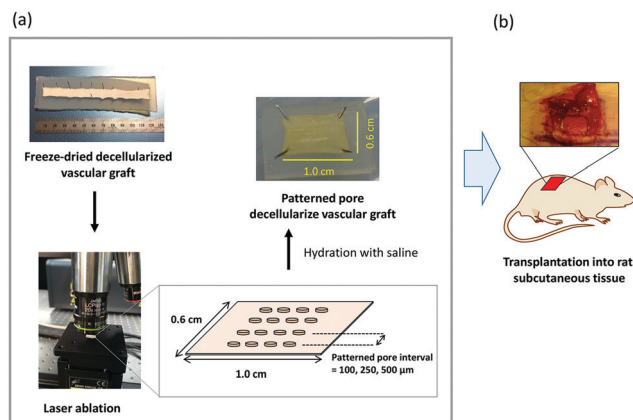 (a)
Freeze-dried decellularized
vascular graft
Laser ablation
0.6 cm
1.0 cm
Patterned pore
decellularize vascular graft
Hydration with saline
0.6 cm
1.0 cm
Patterned pore interval
= 100, 250, 500 μm
(b)
Transplantation into rat
subcutaneous tissue